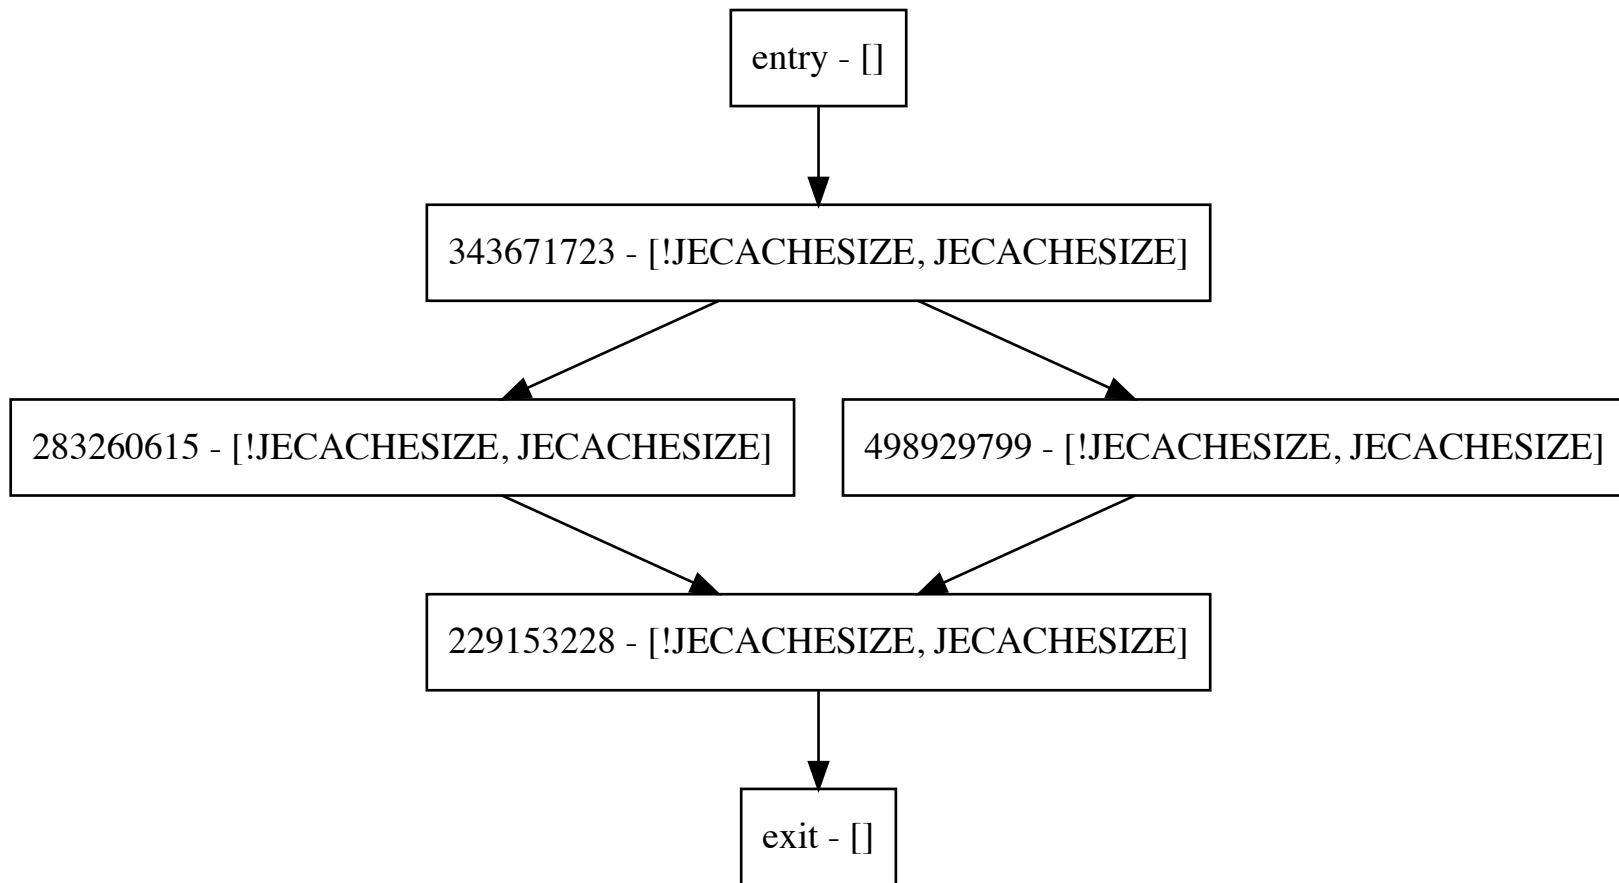 entry - []
343671723 - [!JECACHESIZE, JECACHESIZE]
283260615 - [!JECACHESIZE, JECACHESIZE]
498929799 - [!JECACHESIZE, JECACHESIZE]
229153228 - [!JECACHESIZE, JECACHESIZE]
exit - []